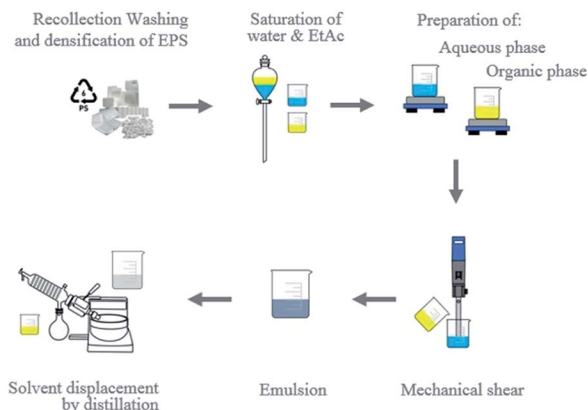 Recollection Washing
and densification of EPS
Saturation of
water & EtAc
Preparation of:
Aqueous phase
Organic phase
6
PS
Solvent displacement
by distillation
Emulsion
Mechanical shear